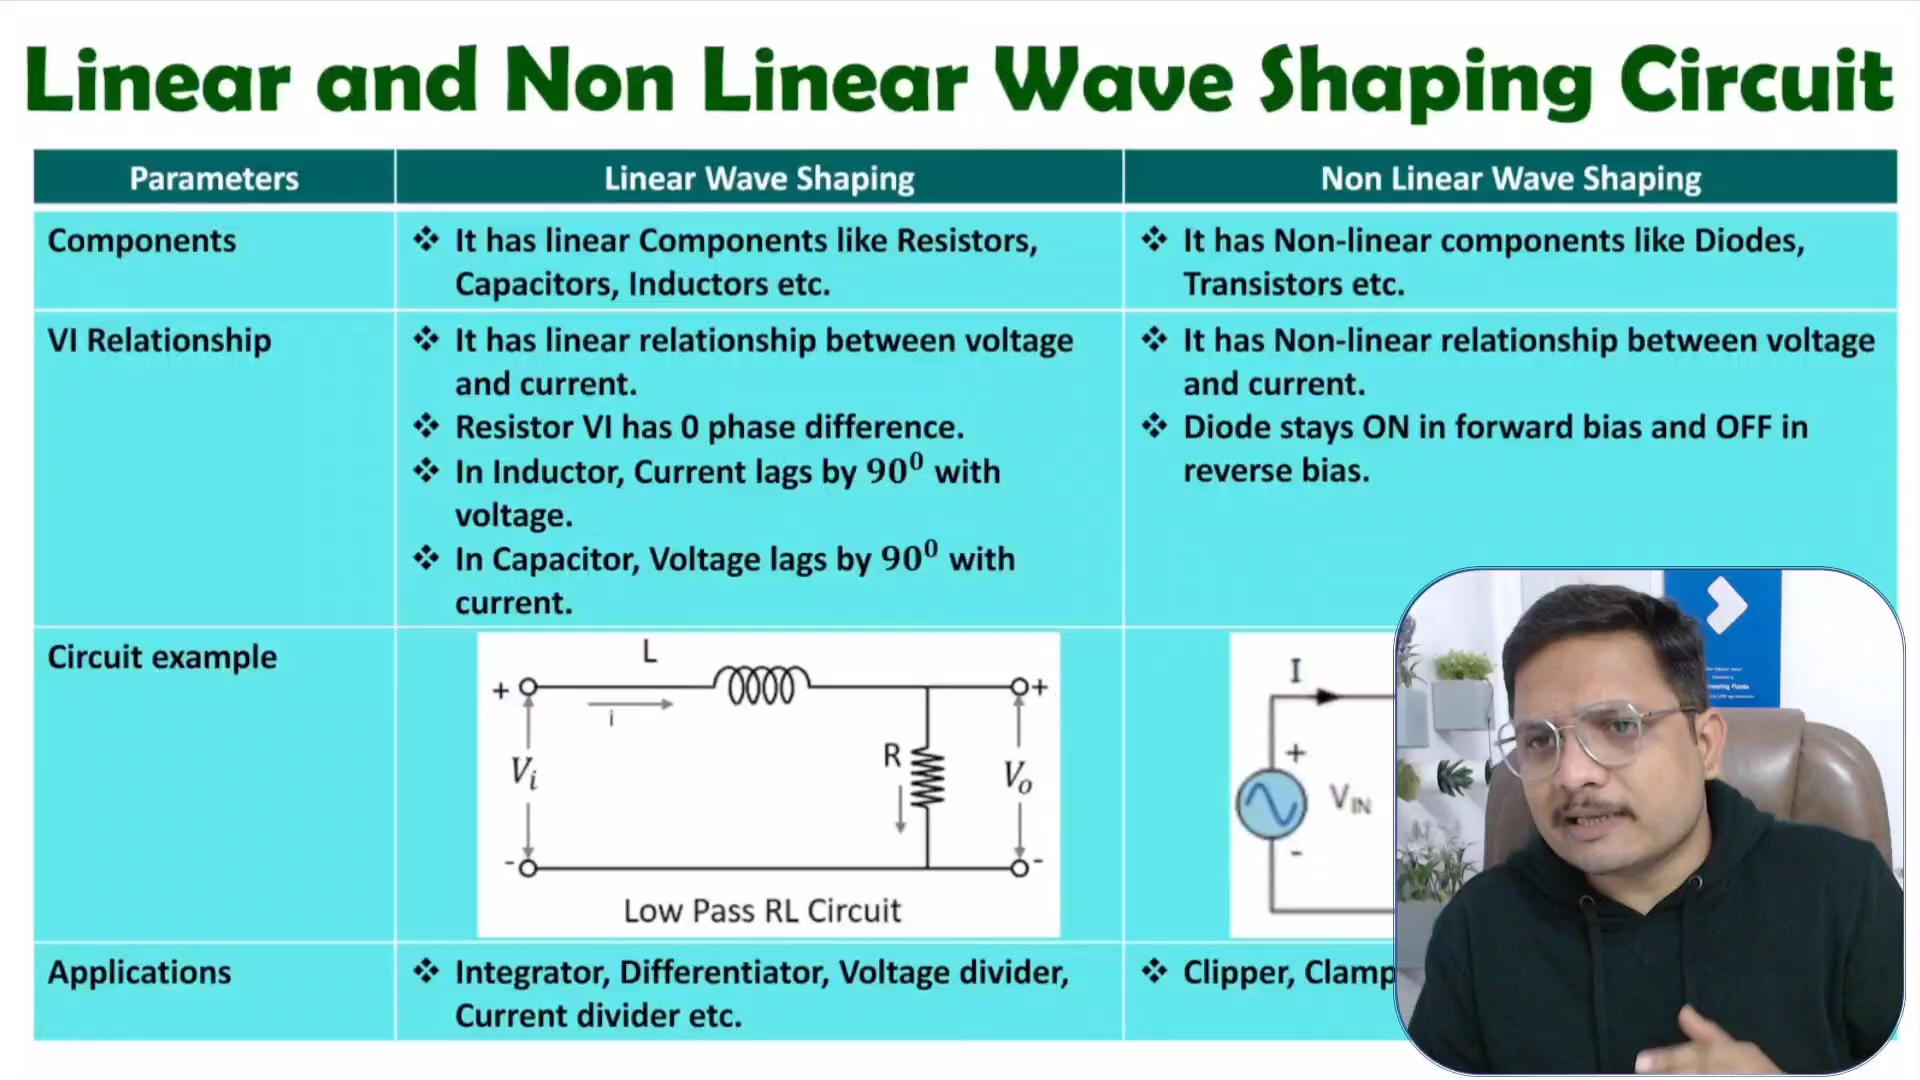 Linear and Non Linear Wave Shaping Circuit
Parameters
Linear Wave Shaping
Non Linear Wave Shaping
Components
❖ It has linear Components like Resistors,
Capacitors, Inductors etc.
❖ It has Non-linear components like Diodes,
Transistors etc.
VI Relationship
❖ It has linear relationship between voltage
and current.
❖ Resistor VI has 0 phase difference.
❖ In Inductor, Current lags by 90⁰ with
voltage.
❖ In Capacitor, Voltage lags by 90⁰ with
current.
❖ It has Non-linear relationship between voltage
and current.
❖ Diode stays ON in forward bias and OFF in
reverse bias.
Circuit example
L
+
+
i
R
Vᵢ
Vₒ
-
-
Low Pass RL Circuit
I
+
V_IN
-
Applications
❖ Integrator, Differentiator, Voltage divider,
Current divider etc.
❖ Clipper, Clamp